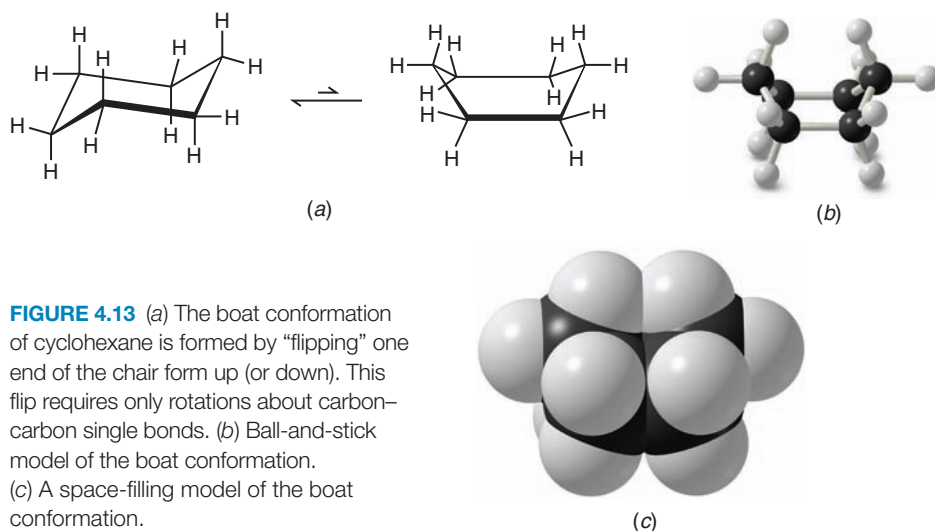 H H H H
H H
H H
H H
H H
H H H H
H H
H H
H H
H H
(a)
(b)
FIGURE 4.13 (a) The boat conformation
of cyclohexane is formed by “flipping” one
end of the chair form up (or down). This
flip requires only rotations about carbon–
carbon single bonds. (b) Ball-and-stick
model of the boat conformation.
(c) A space-filling model of the boat
conformation.
(c)